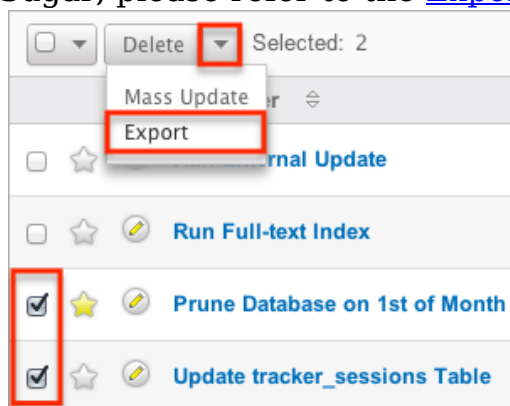 Sugar, please refer to the
Delete Selected: 2
Mass Update
Export
rnal Update
Run Full-text Index
Prune Database on 1st of Month
Update tracker_sessions Table